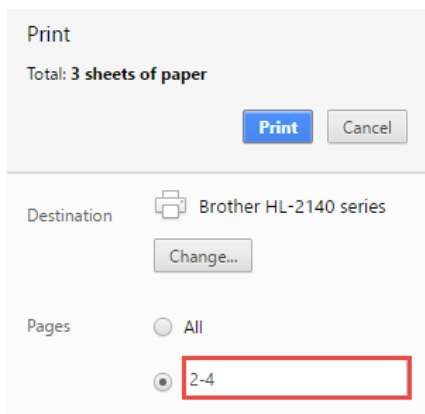 Print
Total: 3 sheets of paper
Print Cancel
Destination Brother HL-2140 series
Change...
Pages All
2-4